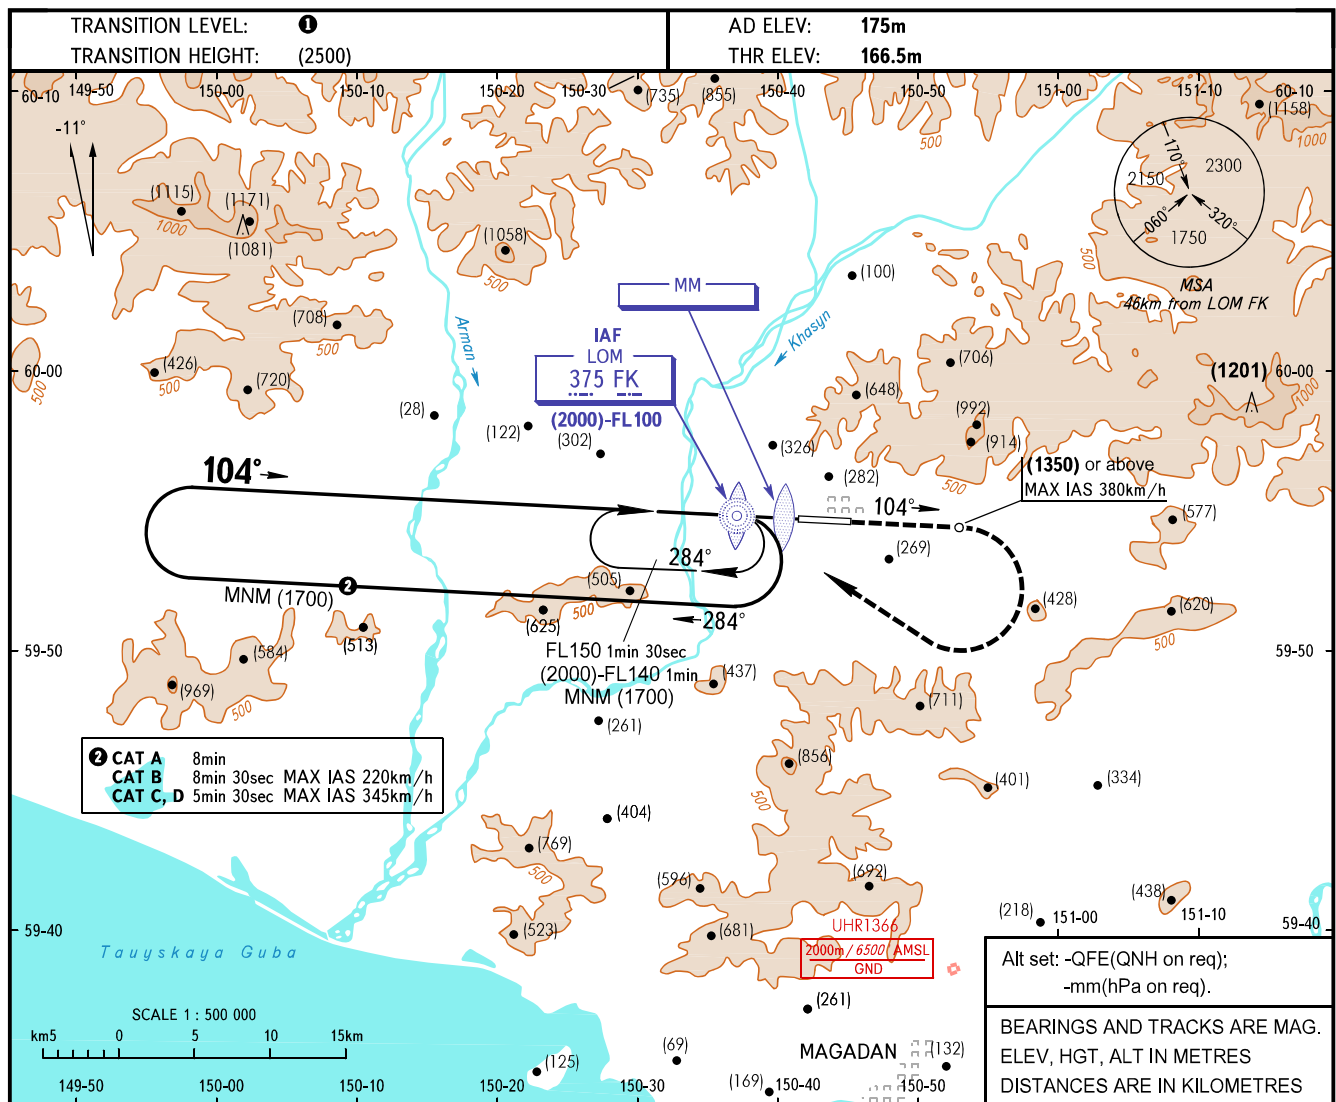 TRANSITION LEVEL: ❶
TRANSITION HEIGHT: (2500)
AD ELEV: 175m
THR ELEV: 166.5m
60-10 149-50 150-00 150-10 150-20 150-30 150-40 150-50 151-00 151-10 60-10
(735) (855) (1158)
-11°
500 1000
170° 2300
2150
060° 320°
1750
MSA
46km from LOM FK
(1115) (1171)
1000
(1081)
(1058)
500
500
500
(100)
MM
(708)
500
Arman
Khasyn
IAF
LOM
375 FK
(2000)-FL100
(426)
500
(720)
500
60-00
(706)
(648)
(1201) 60-00
1000
(992)
(914)
500
(28)
(122)
(302)
(326)
(282)
104°
104°
(1350) or above
MAX IAS 380km/h
(577)
(269)
284°
(505)
500
(625)
MNM (1700) ❷
284°
(428)
(620)
500
(513)
(584)
(969)
500
59-50
59-50
FL150 1min 30sec
(2000)-FL140 1min
MNM (1700)
(437)
(261)
(711)
(856)
500
(401)
(334)
❷ CAT A 8min
CAT B 8min 30sec MAX IAS 220km/h
CAT C, D 5min 30sec MAX IAS 345km/h
(404)
(769)
500
(596)
(692)
(438)
(523)
(681)
(218) 151-00 151-10
59-40
59-40
UHR1366
2000m / 6500' AMSL
GND
Tauyskaya Guba
(261)
Alt set: -QFE(QNH on req);
-mm(hPa on req).
SCALE 1 : 500 000
km5 0 5 10 15km
BEARINGS AND TRACKS ARE MAG.
ELEV, HGT, ALT IN METRES
DISTANCES ARE IN KILOMETRES
MAGADAN
(125)
(69)
(132)
(169)
149-50 150-00 150-10 150-20 150-30 150-40 150-50